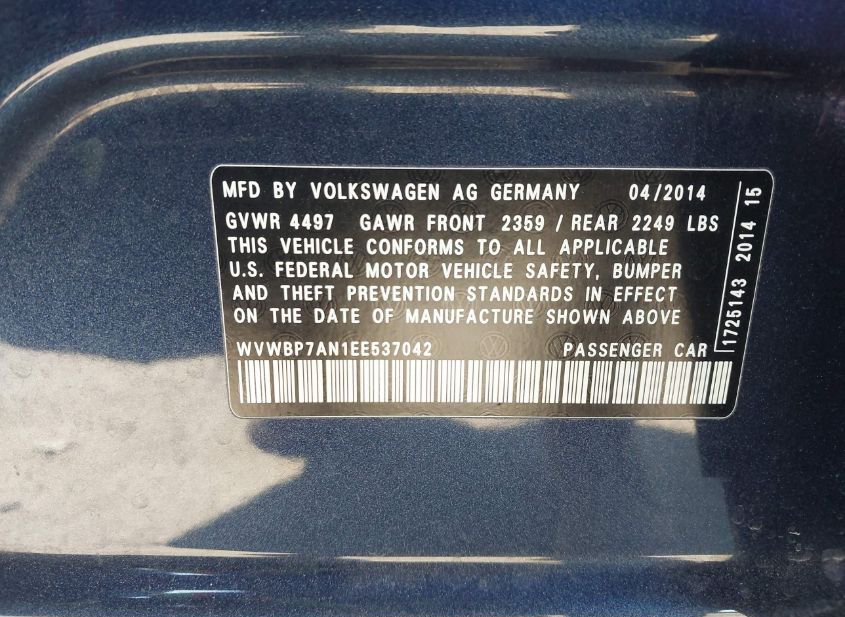 MFD BY VOLKSWAGEN AG GERMANY 04/2014
GVWR 4497 GAWR FRONT 2359 / REAR 2249 LBS
THIS VEHICLE CONFORMS TO ALL APPLICABLE
U.S. FEDERAL MOTOR VEHICLE SAFETY, BUMPER
AND THEFT PREVENTION STANDARDS IN EFFECT
ON THE DATE OF MANUFACTURE SHOWN ABOVE
WVWBP7AN1EE537042 PASSENGER CAR
1725143 2014 15